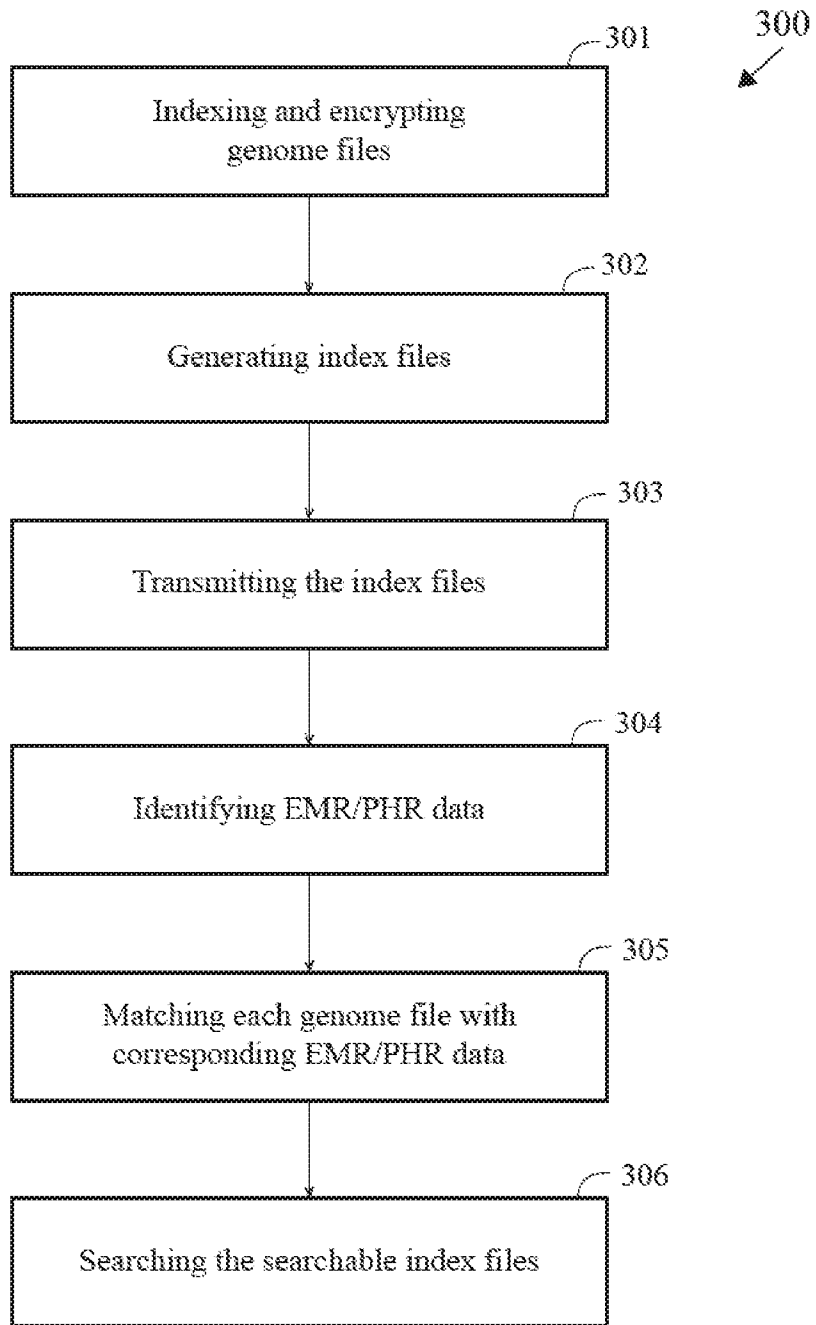 300
301
Indexing and encrypting
genome files
302
Generating index files
303
Transmitting the index files
304
Identifying EMR/PHR data
305
Matching each genome file with
corresponding EMR/PHR data
306
Searching the searchable index files